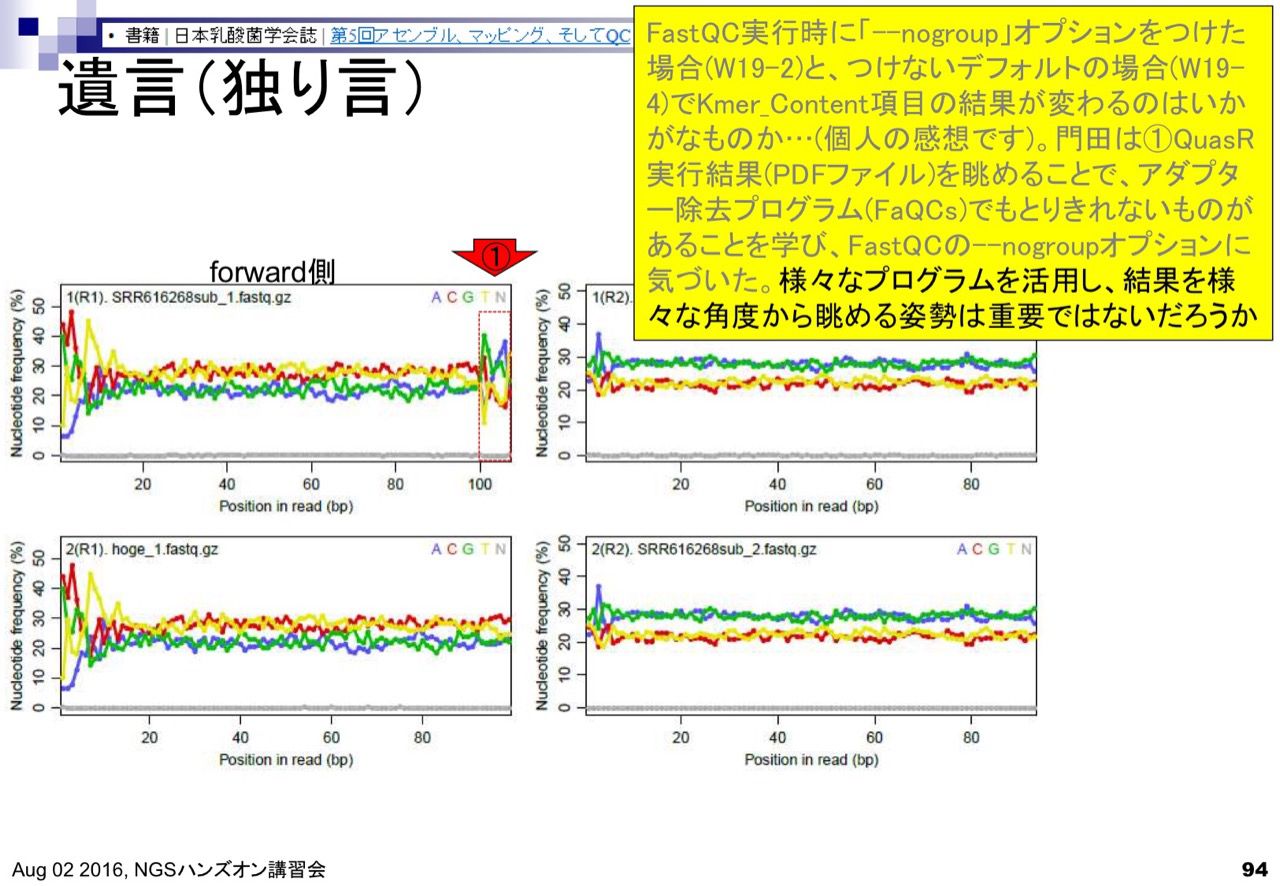 • 書籍 | 日本乳酸菌学会誌 | 第5回アセンブル、マッピング、そしてQC
遺言(独り言)
FastQC実行時に「--nogroup」オプションをつけた
場合(W19-2)と、つけないデフォルトの場合(W19-
4)でKmer_Content項目の結果が変わるのはいか
がなものか…(個人の感想です)。門田は①QuasR
実行結果(PDFファイル)を眺めることで、アダプタ
ー除去プログラム(FaQCs)でもとりきれないものが
あることを学び、FastQCの--nogroupオプションに
気づいた。様々なプログラムを活用し、結果を様
々な角度から眺める姿勢は重要ではないだろうか
①
forward側
1(R1). SRR616268sub_1.fastq.gz
A C G T N
Nucleotide frequency (%)
0 10 20 30 40 50
20 40 60 80 100
Position in read (bp)
1(R2).
Nucleotide frequency (%)
0 10 20 30 40 50
20 40 60 80
Position in read (bp)
2(R1). hoge_1.fastq.gz
A C G T N
Nucleotide frequency (%)
0 10 20 30 40 50
20 40 60 80
Position in read (bp)
2(R2). SRR616268sub_2.fastq.gz
A C G T N
Nucleotide frequency (%)
0 10 20 30 40 50
20 40 60 80
Position in read (bp)
Aug 02 2016, NGSハンズオン講習会
94